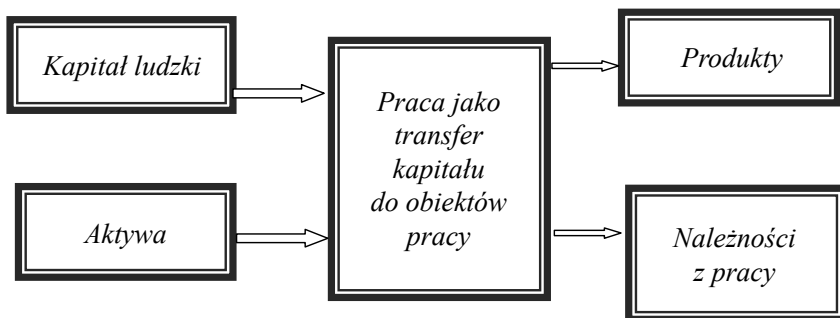 Kapitał ludzki
Aktywa
Praca jako
transfer
kapitału
do obiektów
pracy
Produkty
Należności
z pracy